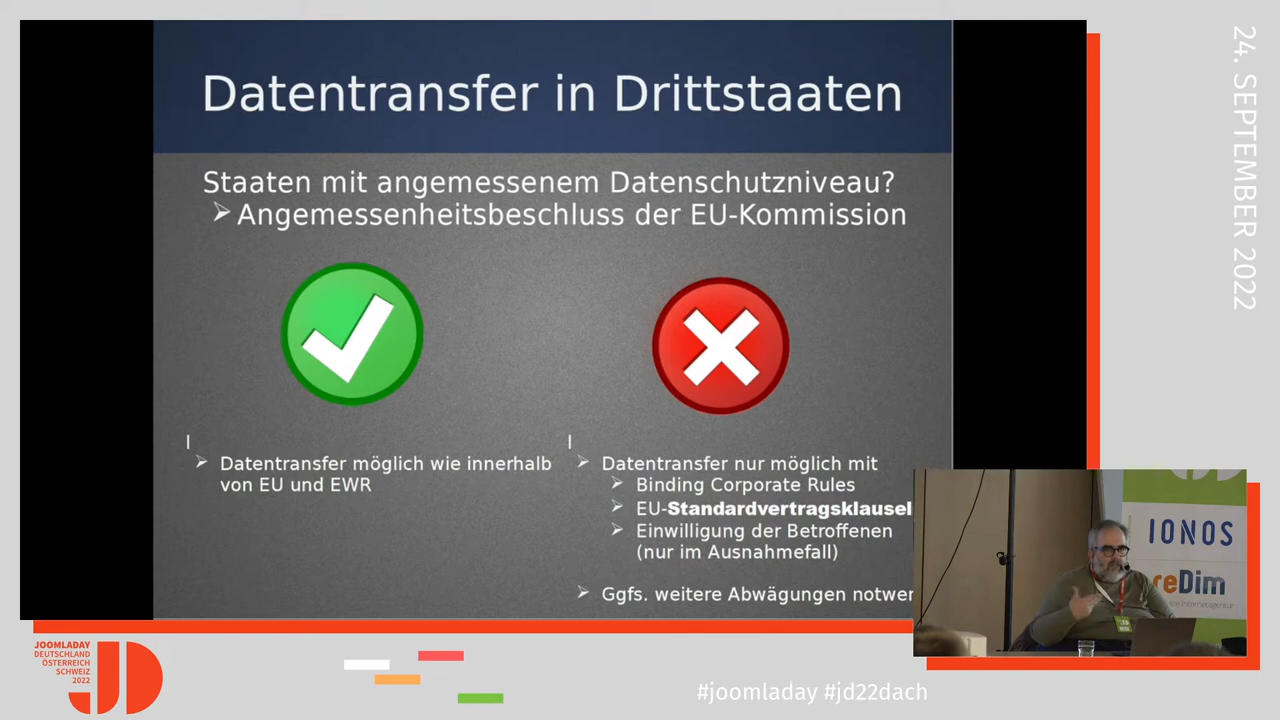 Datentransfer in Drittstaaten
Staaten mit angemessenem Datenschutzniveau?
Angemessenheitsbeschluss der EU-Kommission
Datentransfer möglich wie innerhalb
von EU und EWR
Datentransfer nur möglich mit
Binding Corporate Rules
EU-Standardvertragsklausel
Einwilligung der Betroffenen
(nur im Ausnahmefall)
Ggfs. weitere Abwägungen notwer
24. SEPTEMBER 2022
IONOS
reDim
JOOMLADAY
DEUTSCHLAND
ÖSTERREICH
SCHWEIZ
2022
JD
#joomladay #jd22dach